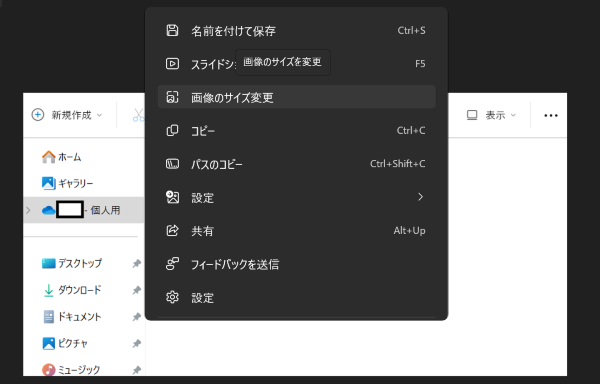 名前を付けて保存 Ctrl+S
スライドシ F5
画像のサイズを変更
画像のサイズ変更
コピー Ctrl+C
パスのコピー Ctrl+Shift+C
設定
共有 Alt+Up
フィードバックを送信
設定
新規作成
表示
ホーム
ギャラリー
- 個人用
デスクトップ
ダウンロード
ドキュメント
ピクチャ
ミュージック